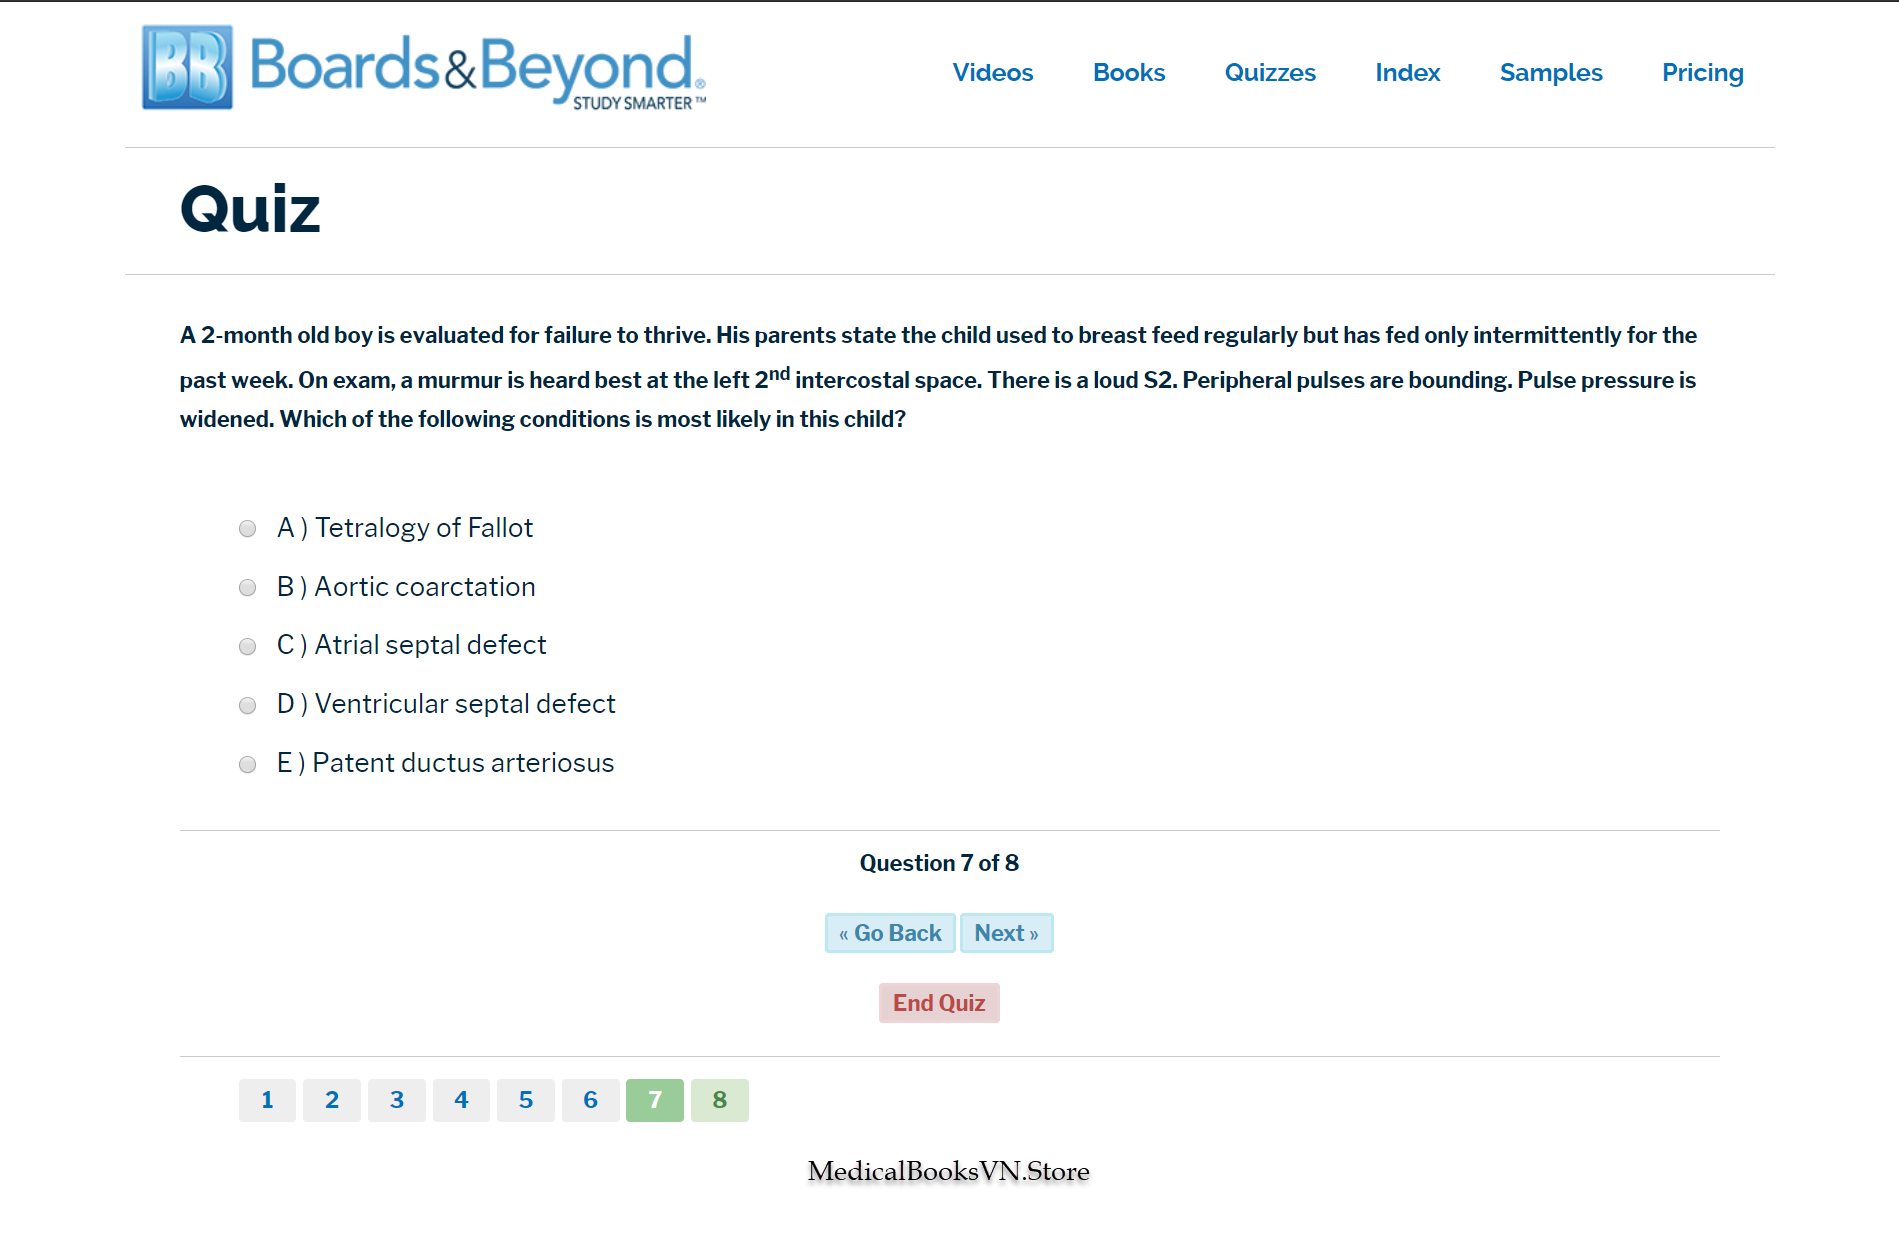 BB Boards&Beyond®
STUDY SMARTER™
Videos Books Quizzes Index Samples Pricing
Quiz
A 2-month old boy is evaluated for failure to thrive. His parents state the child used to breast feed regularly but has fed only intermittently for the
past week. On exam, a murmur is heard best at the left 2nd intercostal space. There is a loud S2. Peripheral pulses are bounding. Pulse pressure is
widened. Which of the following conditions is most likely in this child?
A ) Tetralogy of Fallot
B ) Aortic coarctation
C ) Atrial septal defect
D ) Ventricular septal defect
E ) Patent ductus arteriosus
Question 7 of 8
« Go Back Next »
End Quiz
1 2 3 4 5 6 7 8
MedicalBooksVN.Store